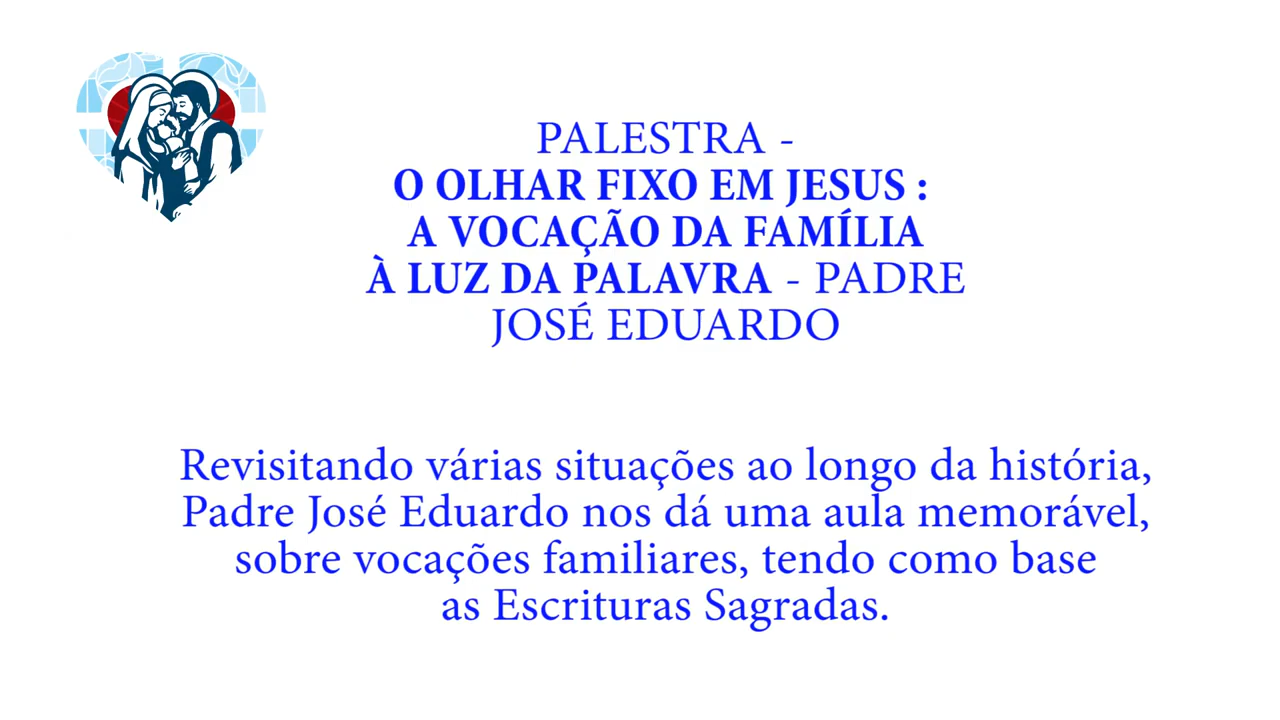 PALESTRA -
O OLHAR FIXO EM JESUS :
A VOCAÇÃO DA FAMÍLIA
À LUZ DA PALAVRA - PADRE
JOSÉ EDUARDO
Revisitando várias situações ao longo da história,
Padre José Eduardo nos dá uma aula memorável,
sobre vocações familiares, tendo como base
as Escrituras Sagradas.